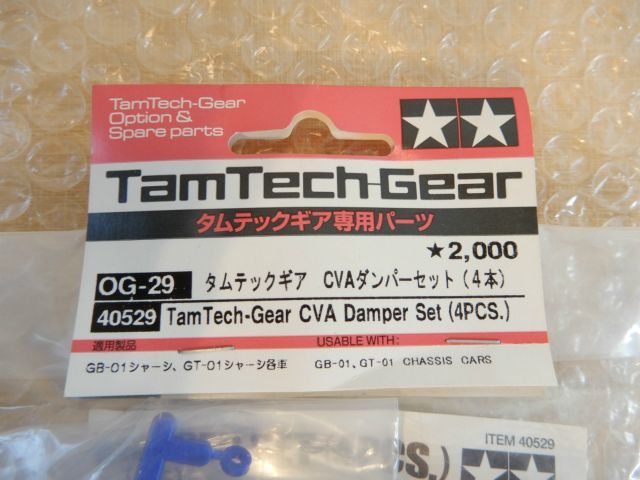 TamTech-Gear
Option &
Spare parts
TamTech-Gear
タムテックギア専用パーツ
★2,000
OG-29 タムテックギア CVAダンパーセット(4本)
40529 TamTech-Gear CVA Damper Set (4PCS.)
適用製品 USABLE WITH:
GB-01シャーシ、GT-01シャーシ各車 GB-01、GT-01 CHASSIS CARS
ITEM 40529
CS.)